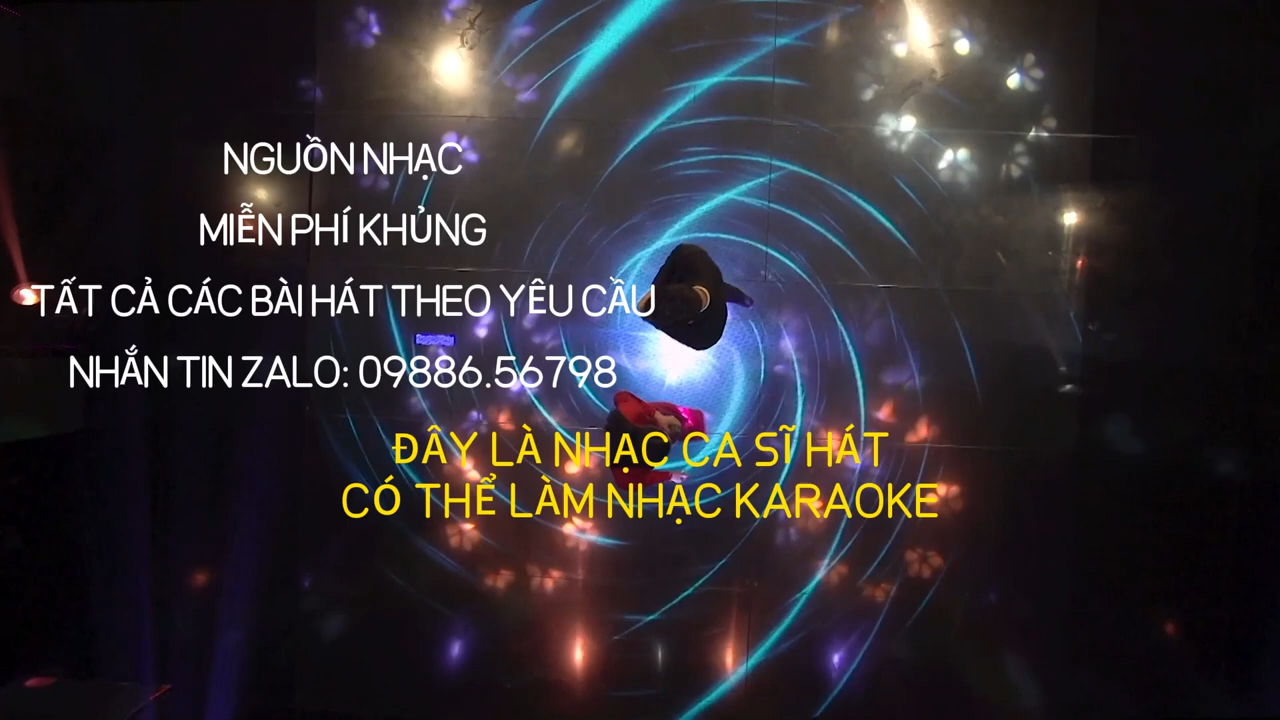 NGUỒN NHẠC
MIỄN PHÍ KHỦNG
TẤT CẢ CÁC BÀI HÁT THEO YÊU CẦU
NHẮN TIN ZALO: 09886.56798
ĐÂY LÀ NHẠC CA SĨ HÁT
CÓ THỂ LÀM NHẠC KARAOKE